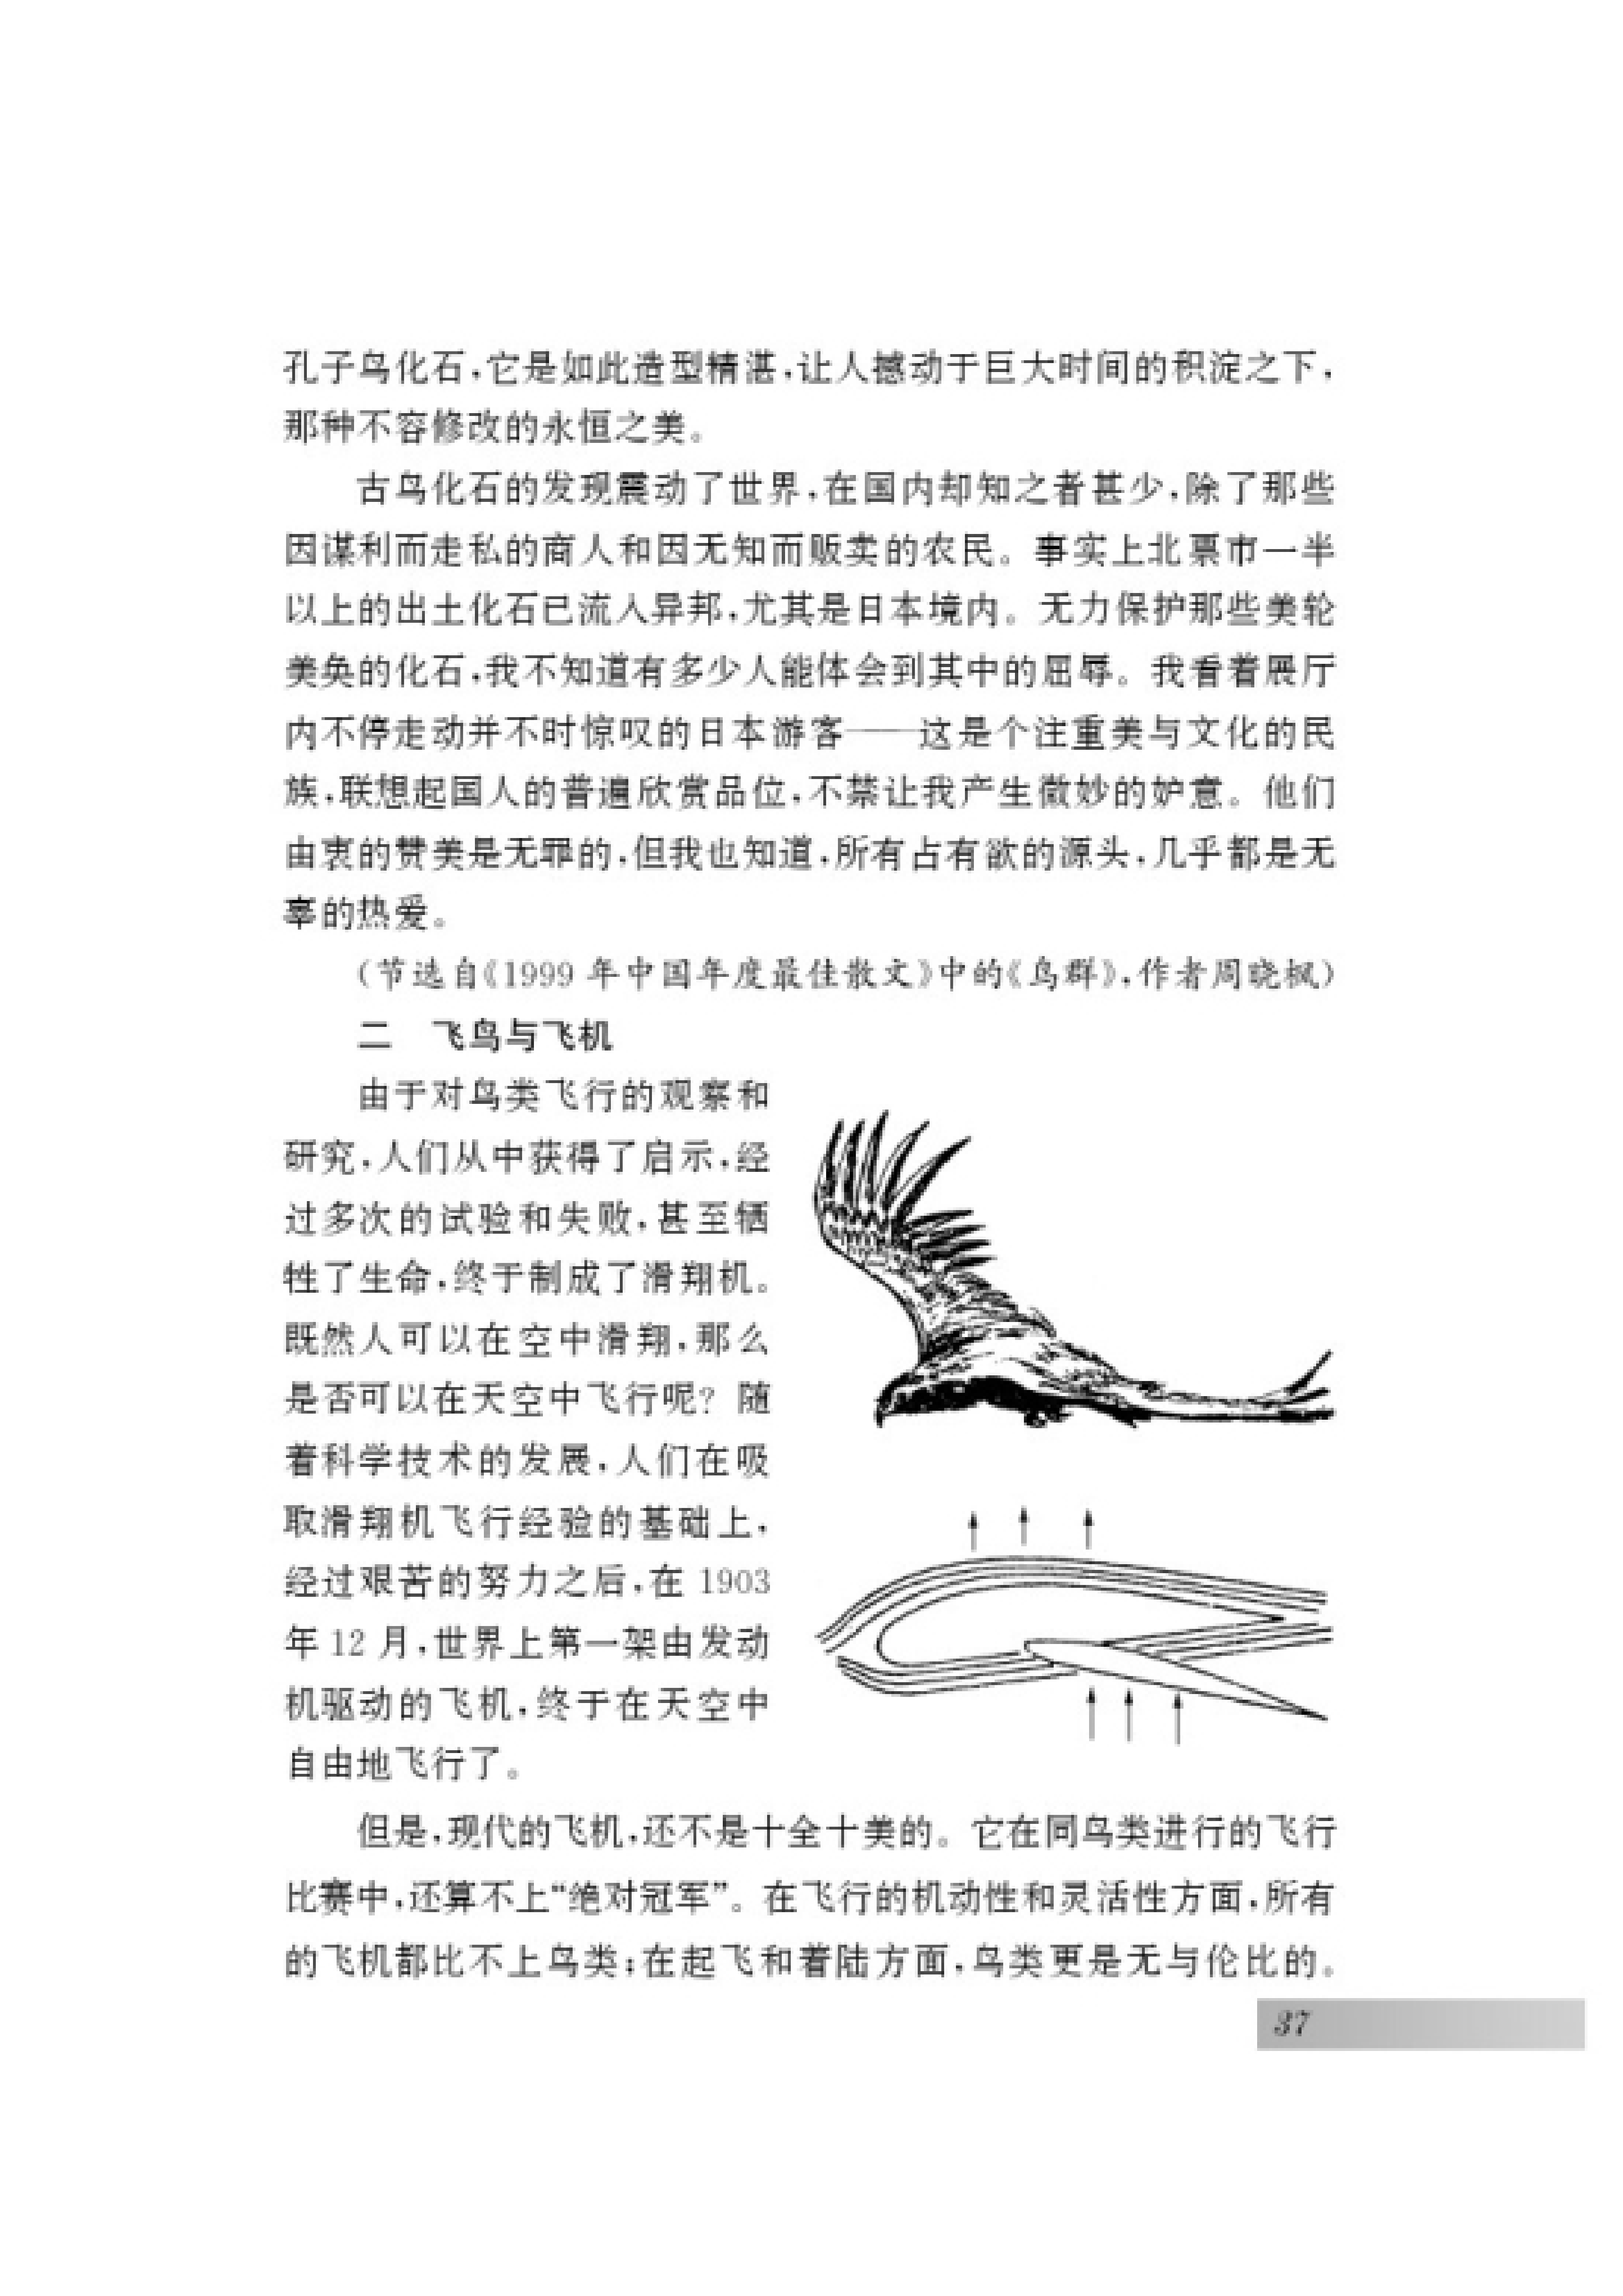 孔子鸟化石,它是如此造型精湛,让人撼动于巨大时间的积淀之下,
那种不容修改的永恒之美。
古鸟化石的发现震动了世界,在国内却知之者甚少,除了那些
因谋利而走私的商人和因无知而贩卖的农民。事实上北票市一半
以上的出土化石已流入异邦,尤其是日本境内。无力保护那些美轮
美奂的化石,我不知道有多少人能体会到其中的屈辱。我看着展厅
内不停走动并不时惊叹的日本游客——这是个注重美与文化的民
族,联想起国人的普遍欣赏品位,不禁让我产生微妙的妒意。他们
由衷的赞美是无罪的,但我也知道,所有占有欲的源头,几乎都是无
辜的热爱。
(节选自《1999 年中国年度最佳散文》中的《鸟群》,作者周晓枫)
二 飞鸟与飞机
由于对鸟类飞行的观察和
研究,人们从中获得了启示,经
过多次的试验和失败,甚至牺
牲了生命,终于制成了滑翔机。
既然人可以在空中滑翔,那么
是否可以在天空中飞行呢?随
着科学技术的发展,人们在吸
取滑翔机飞行经验的基础上,
经过艰苦的努力之后,在 1903
年 12 月,世界上第一架由发动
机驱动的飞机,终于在天空中
自由地飞行了。
但是,现代的飞机,还不是十全十美的。它在同鸟类进行的飞行
比赛中,还算不上“绝对冠军”。在飞行的机动性和灵活性方面,所有
的飞机都比不上鸟类;在起飞和着陆方面,鸟类更是无与伦比的。
37